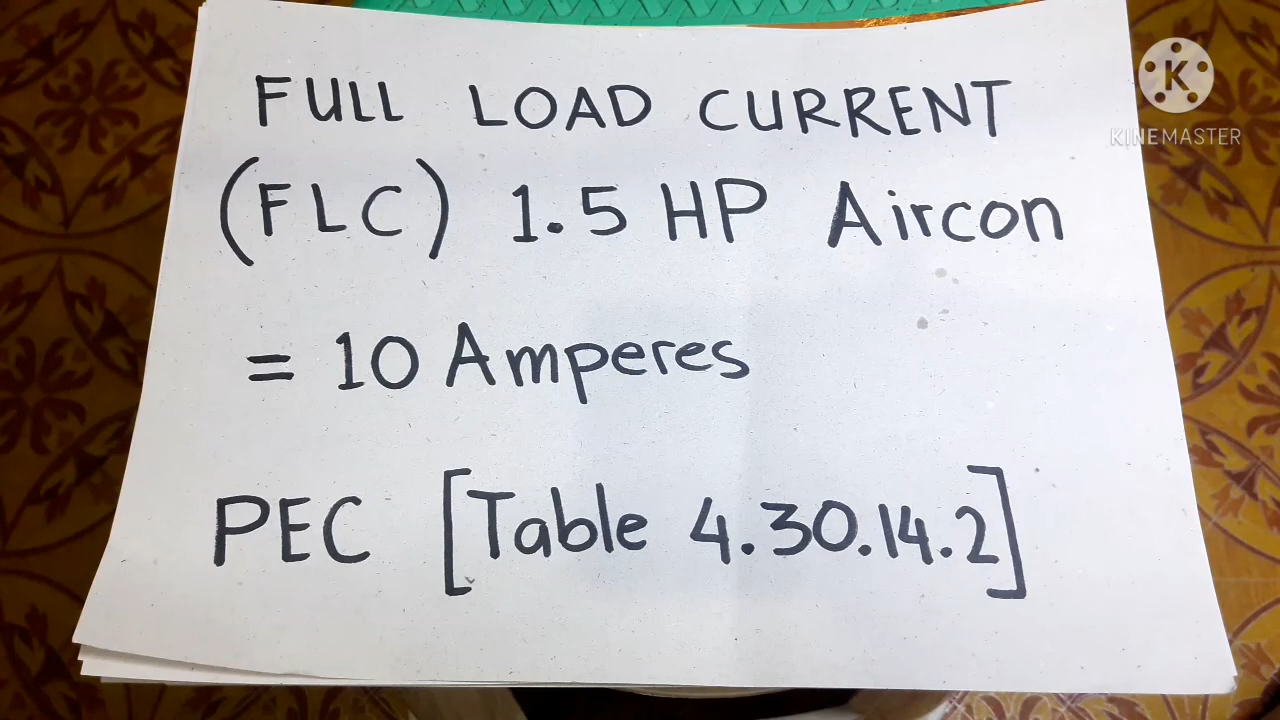 FULL LOAD CURRENT
(FLC) 1.5 HP Aircon
= 10 Amperes
PEC [Table 4.30.14.2]
K
KINEMASTER